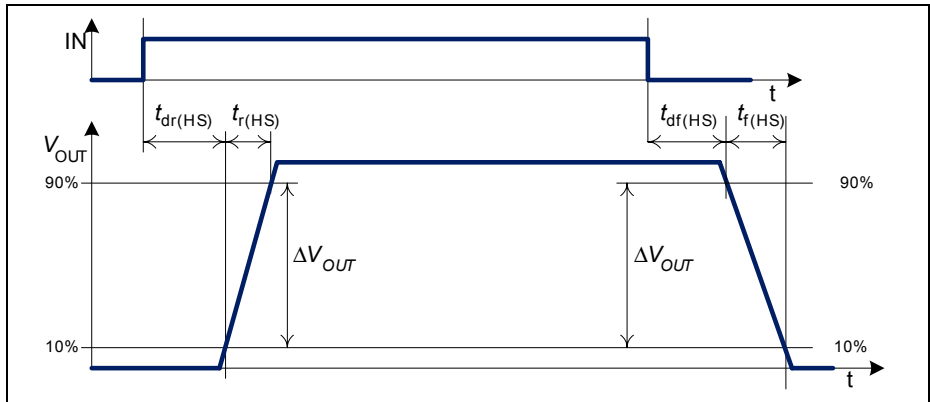 IN
t
tdr(HS) tr(HS) tdf(HS) tf(HS)
VOUT
90% 90%
ΔVOUT ΔVOUT
10% 10%
t